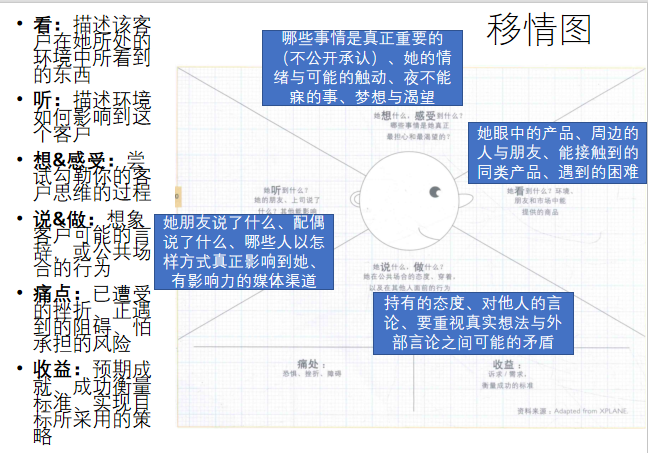 移情图
• 看：描述该客
户在她所处的
环境中所看到
的东西
• 听：描述环境
如何影响到这
个客户
• 想&感受：尝
试勾勒你的客
户思维的过程
• 说&做：想象
客户可能的言
辞、或公共场
合的行为
• 痛点：已遭受
的挫折、正遇
到的阻碍、怕
承担的风险
• 收益：预期成
就、成功衡量
标准、实现目
标所采用的策
略
哪些事情是真正重要的
（不公开承认）、她的情
绪与可能的触动、夜不能
寐的事、梦想与渴望
她想什么，感受到什么？
哪些事情是她真正
最担心和最渴望的？
她眼中的产品、周边的
人与朋友、能接触到的
同类产品、遇到的困难
她听到什么？
她的朋友、上司说了
什么？其他能影响
看到什么？环境、
朋友和市场中能
提供的商品
她朋友说了什么、配偶
说了什么、哪些人以怎
样方式真正影响到她、
有影响力的媒体渠道
她说什么，做什么？
她在公共场合的态度、穿着，
以及在其他人面前的行为
持有的态度、对他人的言
论、要重视真实想法与外
部言论之间可能的矛盾
痛处：
恐惧、挫折、障碍
收益：
诉求/需求，
衡量成功的标准
资料来源：Adapted from XPLANE.